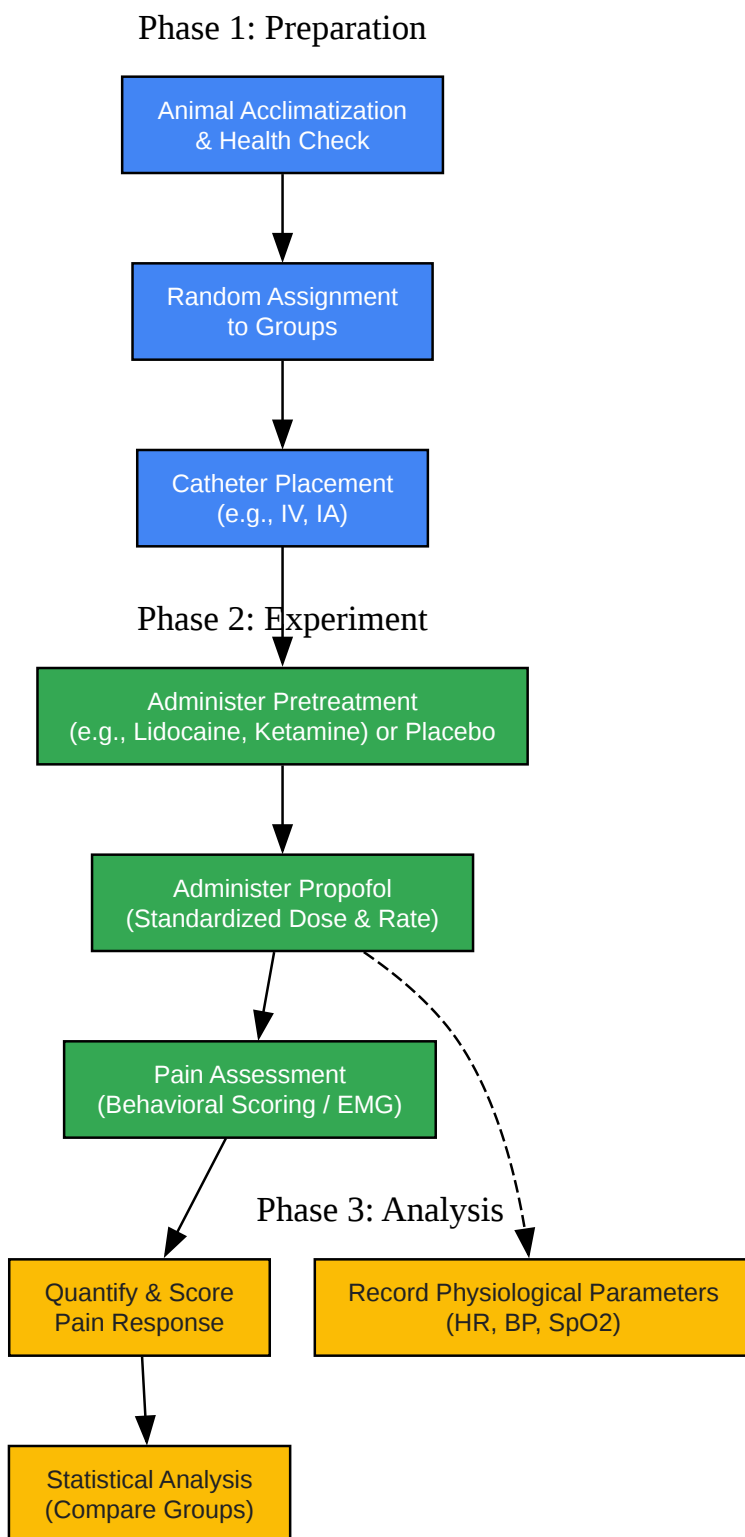 Phase 1: Preparation
Animal Acclimatization
& Health Check
Random Assignment
to Groups
Catheter Placement
(e.g., IV, IA)
Phase 2: Experiment
Administer Pretreatment
(e.g., Lidocaine, Ketamine) or Placebo
Administer Propofol
(Standardized Dose & Rate)
Pain Assessment
(Behavioral Scoring / EMG)
Phase 3: Analysis
Quantify & Score
Pain Response
Record Physiological Parameters
(HR, BP, SpO2)
Statistical Analysis
(Compare Groups)